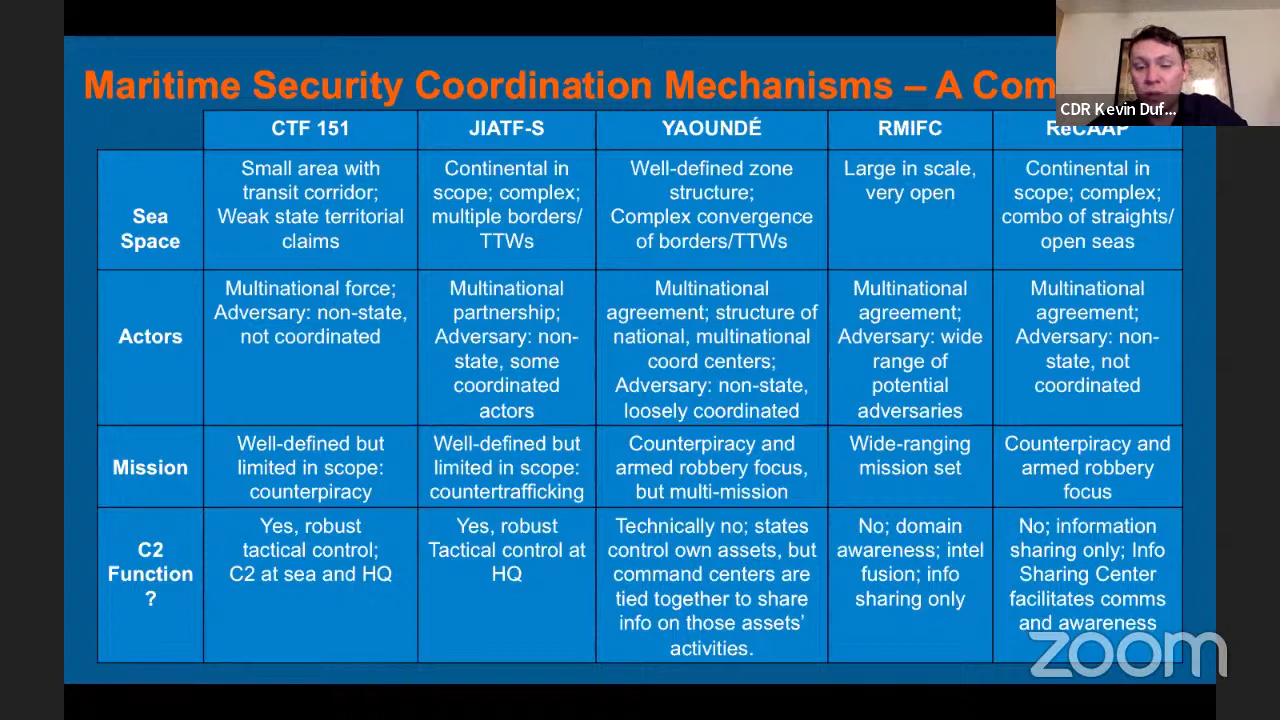 Maritime Security Coordination Mechanisms – A Com
CDR Kevin Duf...
CTF 151
JIATF-S
YAOUNDÉ
RMIFC
ReCAAP
Sea
Space
Small area with
transit corridor;
Weak state territorial
claims
Continental in
scope; complex;
multiple borders/
TTWs
Well-defined zone
structure;
Complex convergence
of borders/TTWs
Large in scale,
very open
Continental in
scope; complex;
combo of straights/
open seas
Actors
Multinational force;
Adversary: non-state,
not coordinated
Multinational
partnership;
Adversary: non-
state, some
coordinated
actors
Multinational
agreement; structure of
national, multinational
coord centers;
Adversary: non-state,
loosely coordinated
Multinational
agreement;
Adversary: wide
range of
potential
adversaries
Multinational
agreement;
Adversary: non-
state, not
coordinated
Mission
Well-defined but
limited in scope:
counterpiracy
Well-defined but
limited in scope:
countertrafficking
Counterpiracy and
armed robbery focus,
but multi-mission
Wide-ranging
mission set
Counterpiracy and
armed robbery
focus
C2
Function
?
Yes, robust
tactical control;
C2 at sea and HQ
Yes, robust
Tactical control at
HQ
Technically no; states
control own assets, but
command centers are
tied together to share
info on those assets’
activities.
No; domain
awareness; intel
fusion; info
sharing only
No; information
sharing only; Info
Sharing Center
facilitates comms
and awareness
zoom